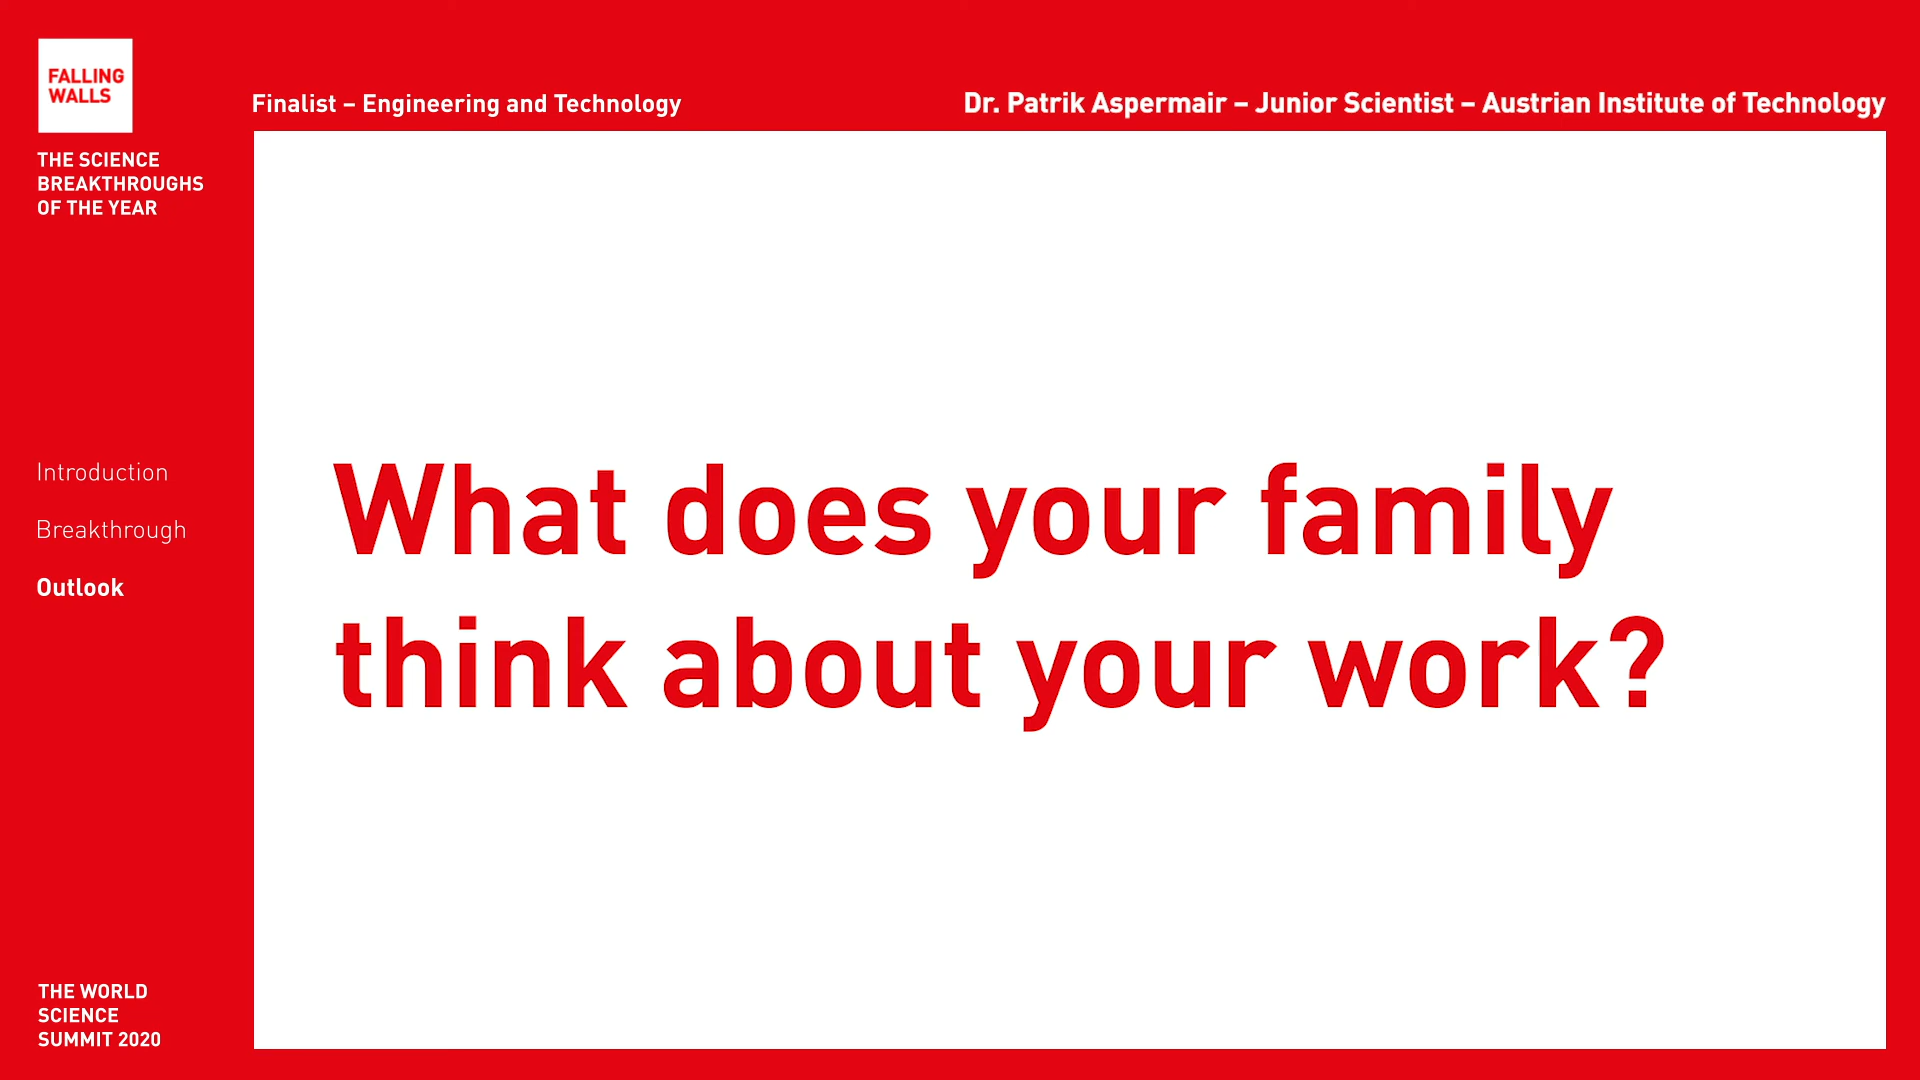 FALLING
WALLS
THE SCIENCE
BREAKTHROUGHS
OF THE YEAR
Finalist – Engineering and Technology
Dr. Patrik Aspermair – Junior Scientist – Austrian Institute of Technology
Introduction
Breakthrough
Outlook
What does your family
think about your work?
THE WORLD
SCIENCE
SUMMIT 2020